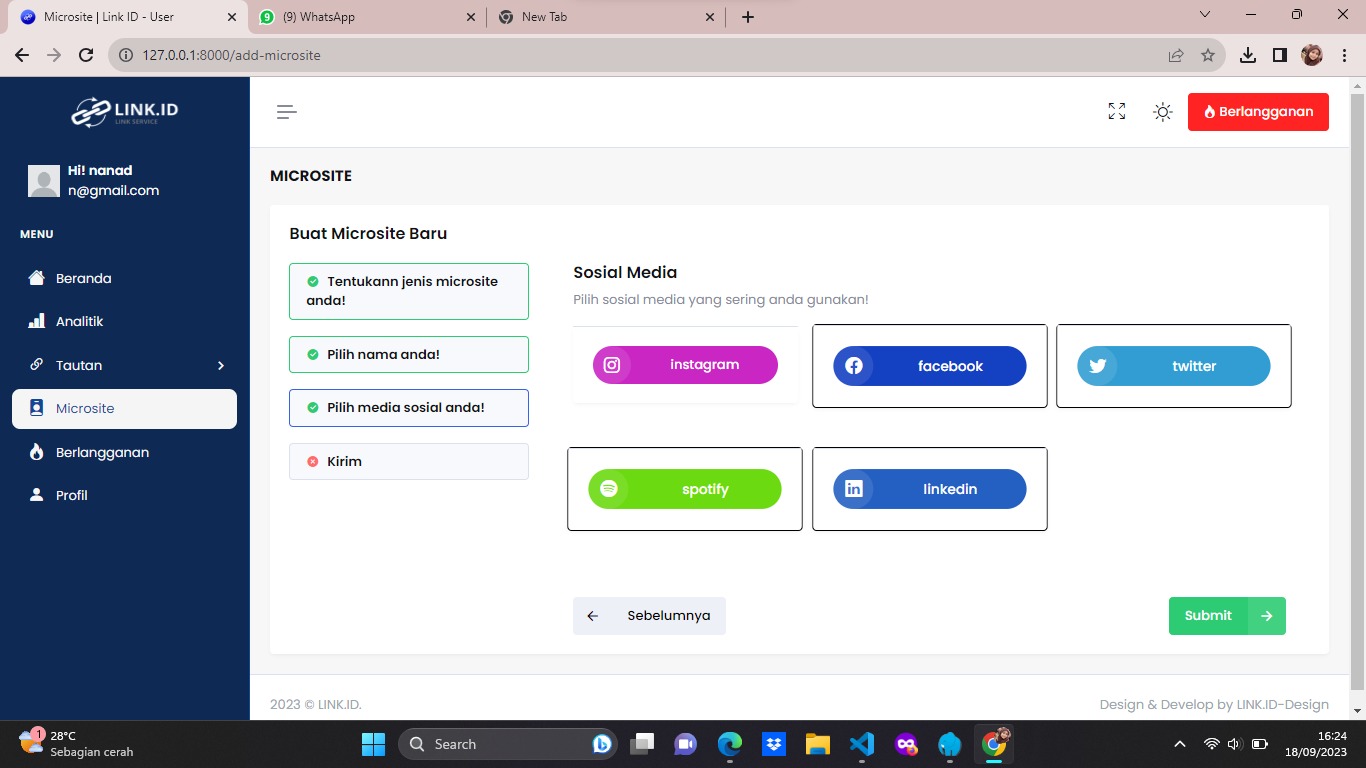 Microsite | Link ID - User
(9) WhatsApp
New Tab
127.0.0.1:8000/add-microsite
LINK.ID
LINK SERVICE
Berlangganan
Hi! nanad
n@gmail.com
MENU
Beranda
Analitik
Tautan
Microsite
Berlangganan
Profil
MICROSITE
Buat Microsite Baru
Tentukann jenis microsite
anda!
Pilih nama anda!
Pilih media sosial anda!
Kirim
Sosial Media
Pilih sosial media yang sering anda gunakan!
instagram
facebook
twitter
spotify
linkedin
Sebelumnya
Submit
2023 © LINK.ID.
Design & Develop by LINK.ID-Design
1
28°C
Sebagian cerah
Search
16:24
18/09/2023